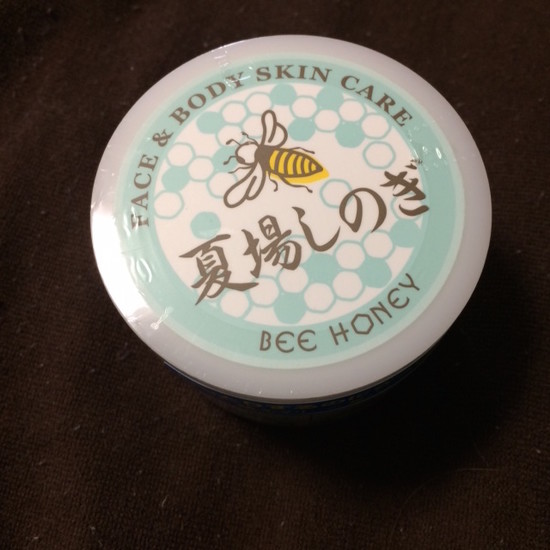 FACE & BODY SKIN CARE
夏場しのぎ
BEE HONEY